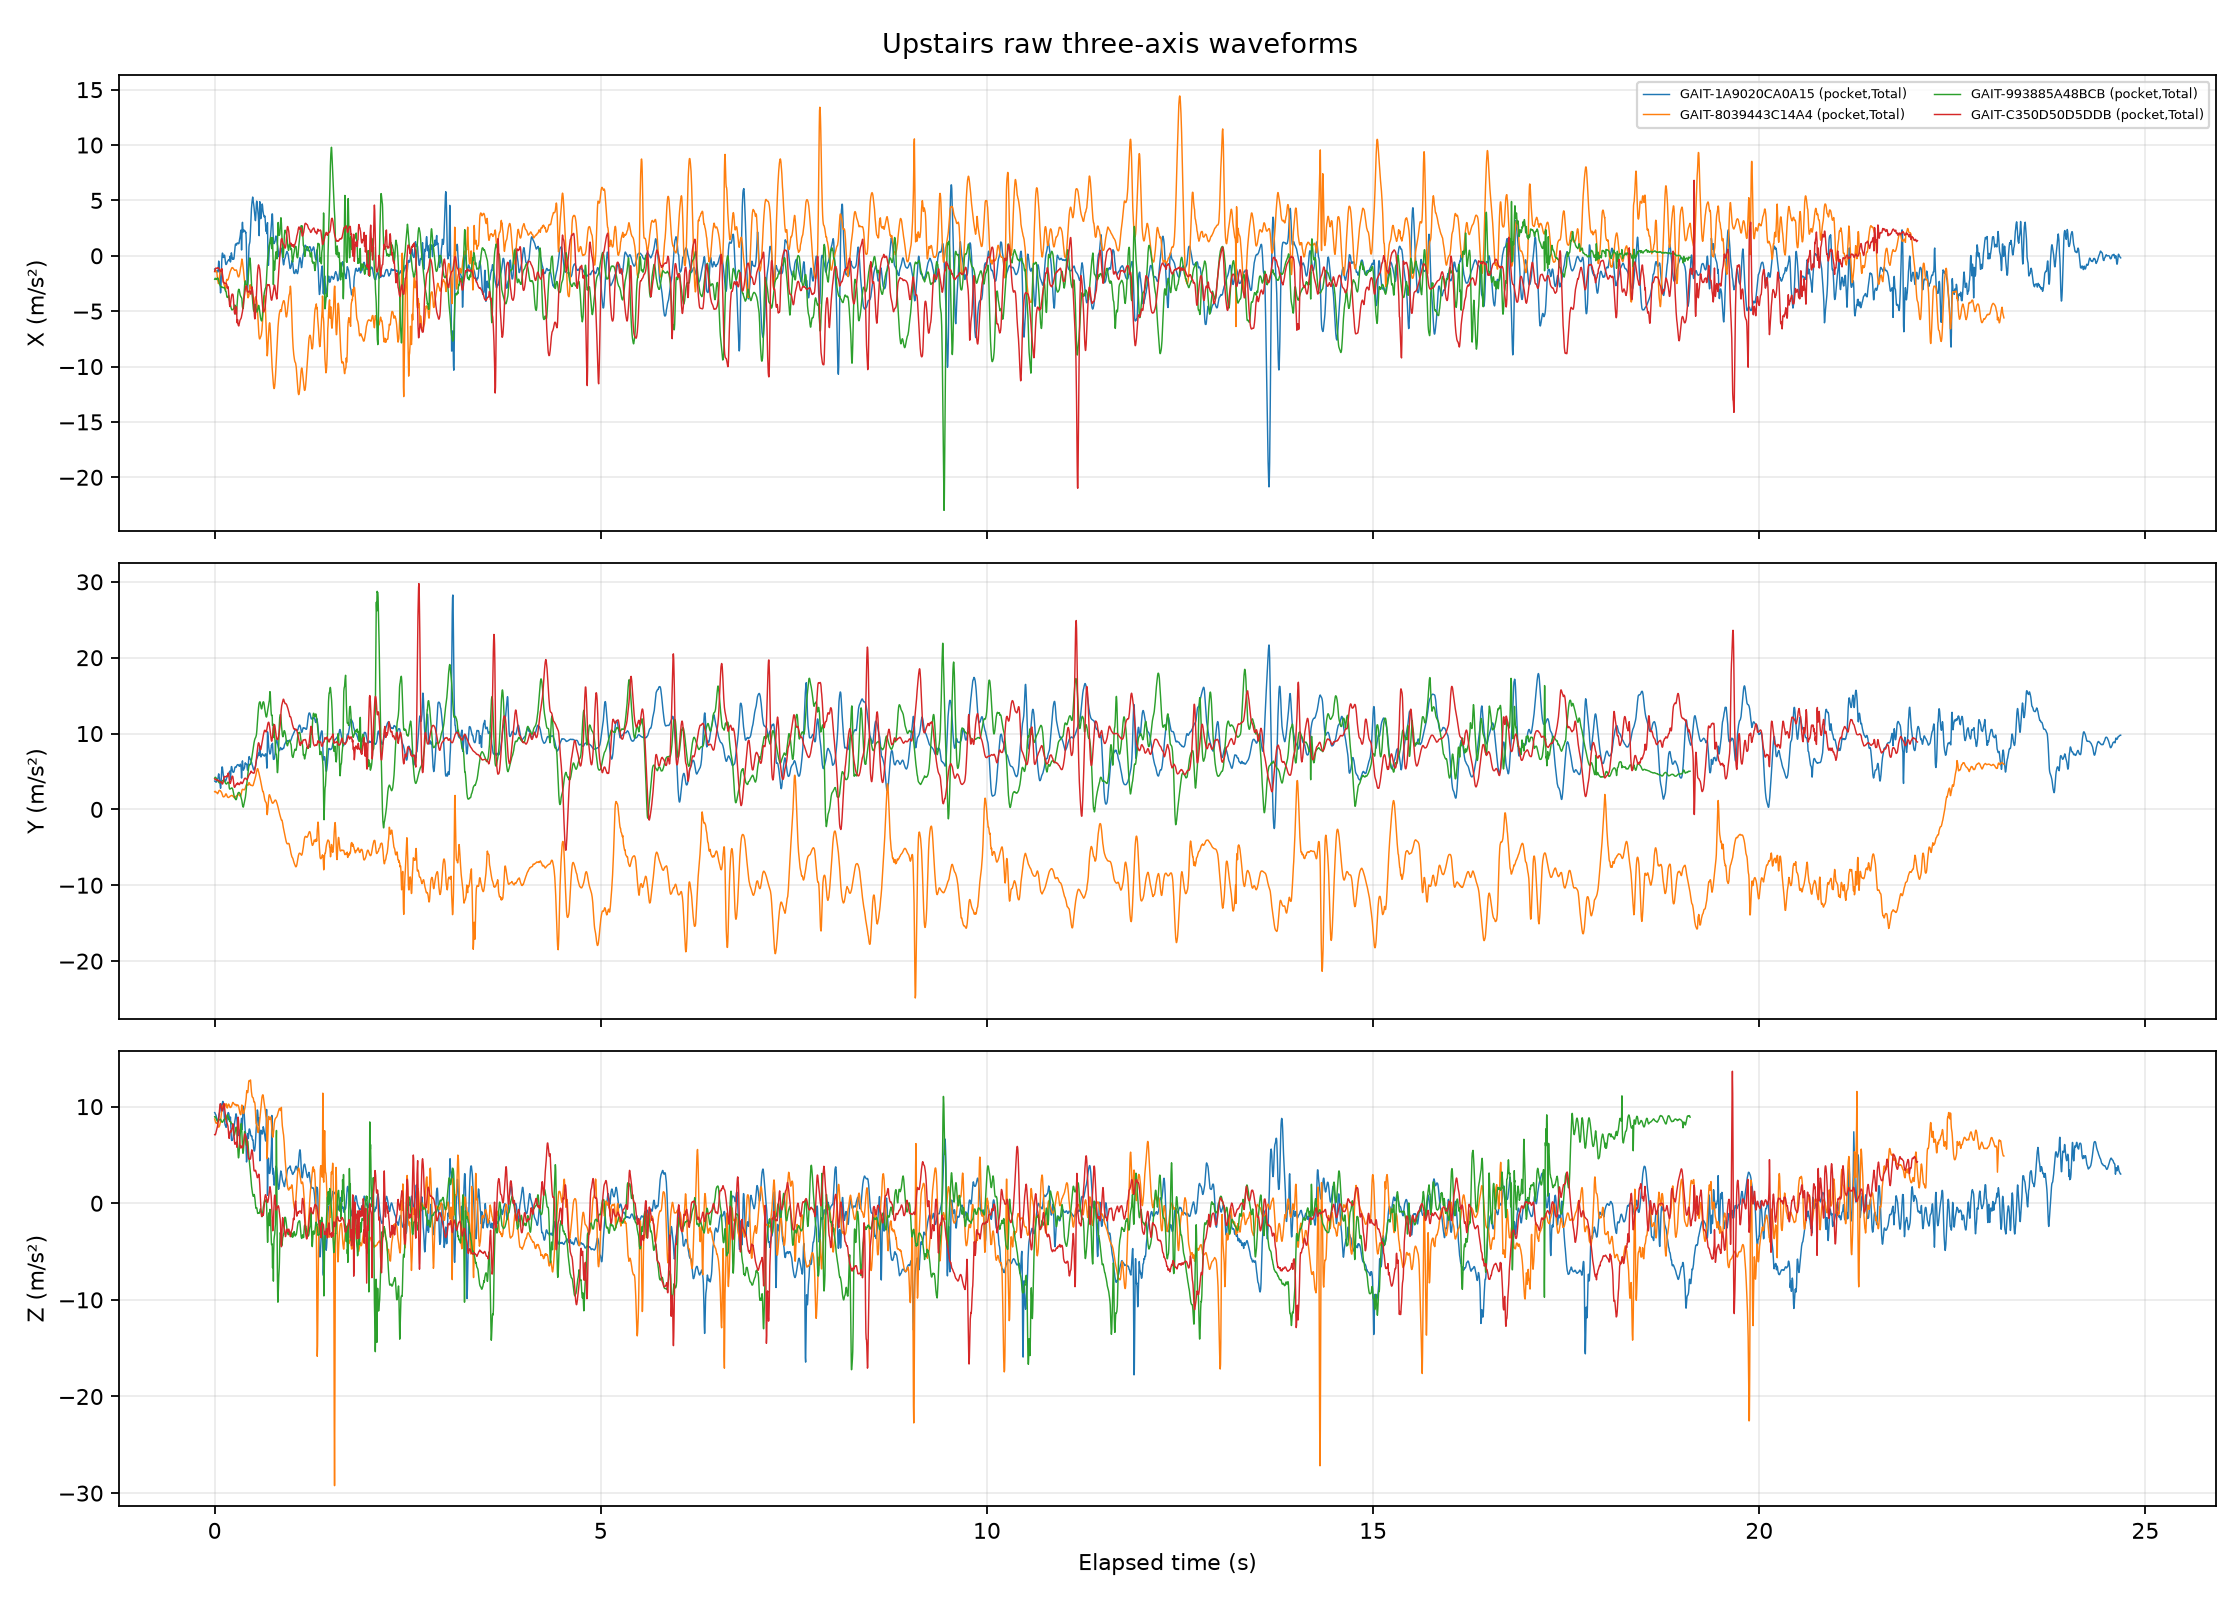 Upstairs raw three-axis waveforms
GAIT-1A9020CA0A15 (pocket,Total) GAIT-993885A48BCB (pocket,Total)
GAIT-8039443C14A4 (pocket,Total) GAIT-C350D50D5DDB (pocket,Total)
X (m/s²)
15
10
5
0
−5
−10
−15
−20
Y (m/s²)
30
20
10
0
−10
−20
Z (m/s²)
10
0
−10
−20
−30
0 5 10 15 20 25
Elapsed time (s)